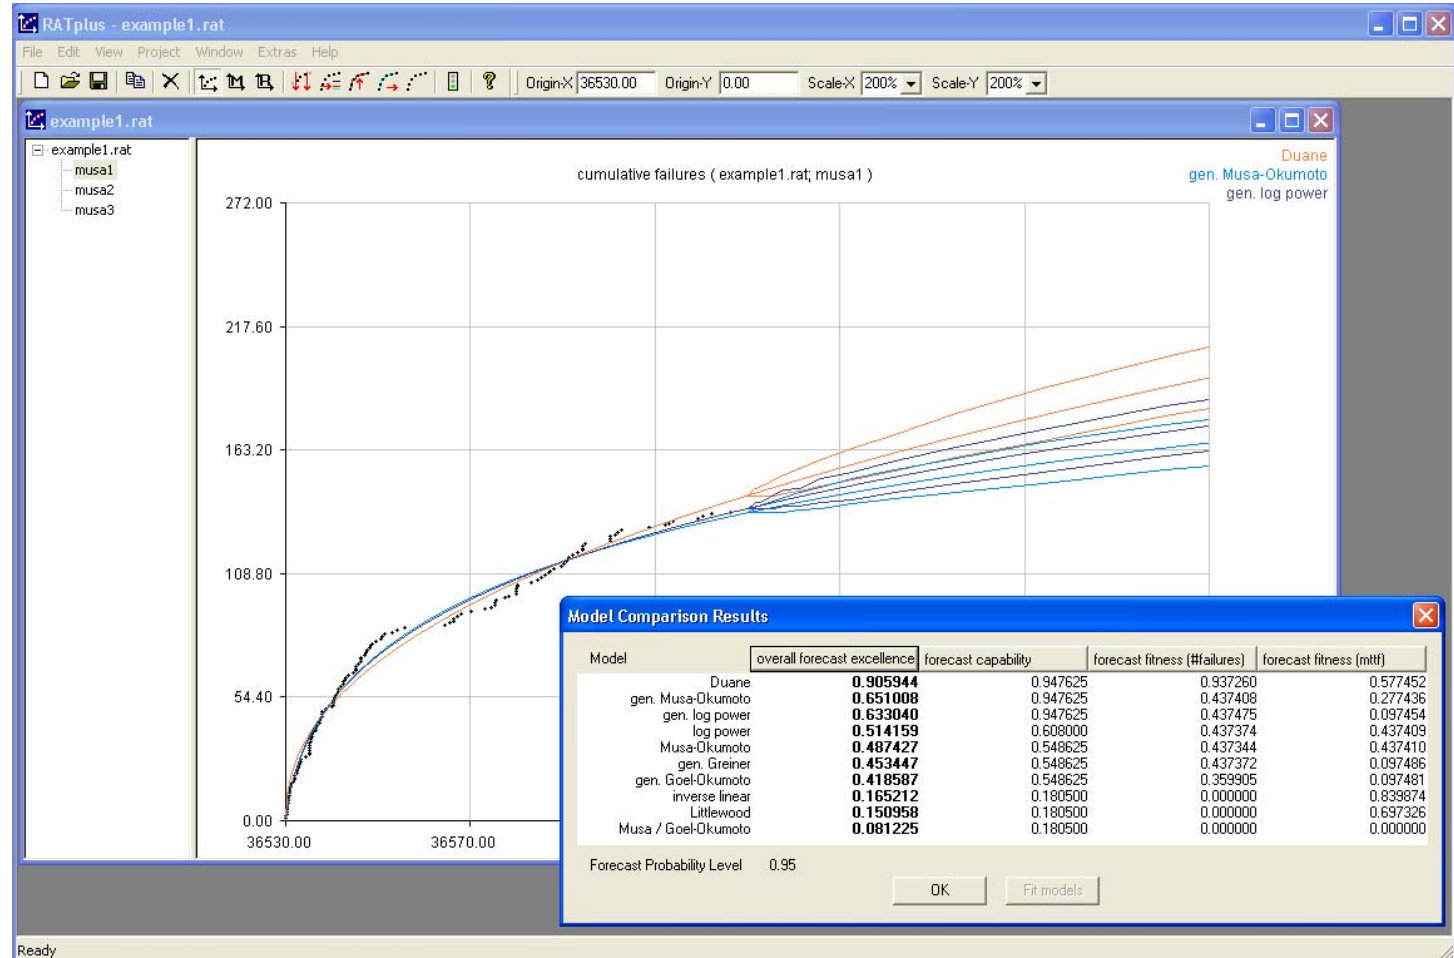 RATplus - example1.rat
File Edit View Project Window Extras Help
Origin-X 36530.00 Origin-Y 0.00 Scale-X 200% Scale-Y 200%
example1.rat
example1.rat
musa1
musa2
musa3
cumulative failures ( example1.rat; musa1 )
Duane
gen. Musa-Okumoto
gen. log power
272.00
217.60
163.20
108.80
54.40
0.00
36530.00 36570.00
Model Comparison Results
Model overall forecast excellence forecast capability forecast fitness (#failures) forecast fitness (mttf)
Duane 0.905944 0.947625 0.937260 0.577452
gen. Musa-Okumoto 0.651008 0.947625 0.437408 0.277436
gen. log power 0.633040 0.947625 0.437475 0.097454
log power 0.514159 0.608000 0.437374 0.437409
Musa-Okumoto 0.487427 0.548625 0.437344 0.437410
gen. Greiner 0.453447 0.548625 0.437372 0.097486
gen. Goel-Okumoto 0.418587 0.548625 0.359905 0.097481
inverse linear 0.165212 0.180500 0.000000 0.839874
Littlewood 0.150958 0.180500 0.000000 0.697326
Musa / Goel-Okumoto 0.081225 0.180500 0.000000 0.000000
Forecast Probability Level 0.95
OK Fit models
Ready